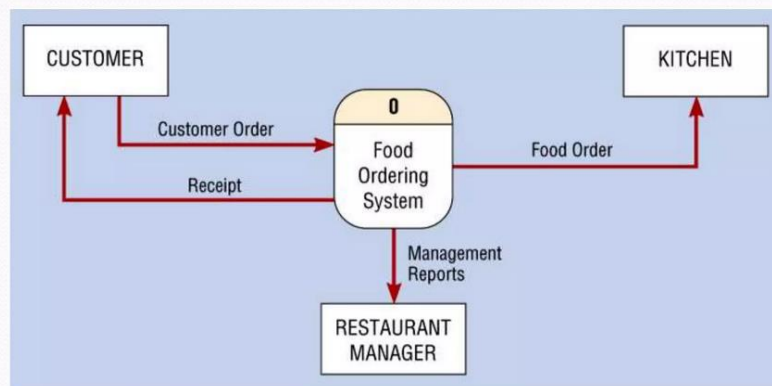 CUSTOMER
KITCHEN
0
Customer Order
Food
Ordering
System
Food Order
Receipt
Management
Reports
RESTAURANT
MANAGER